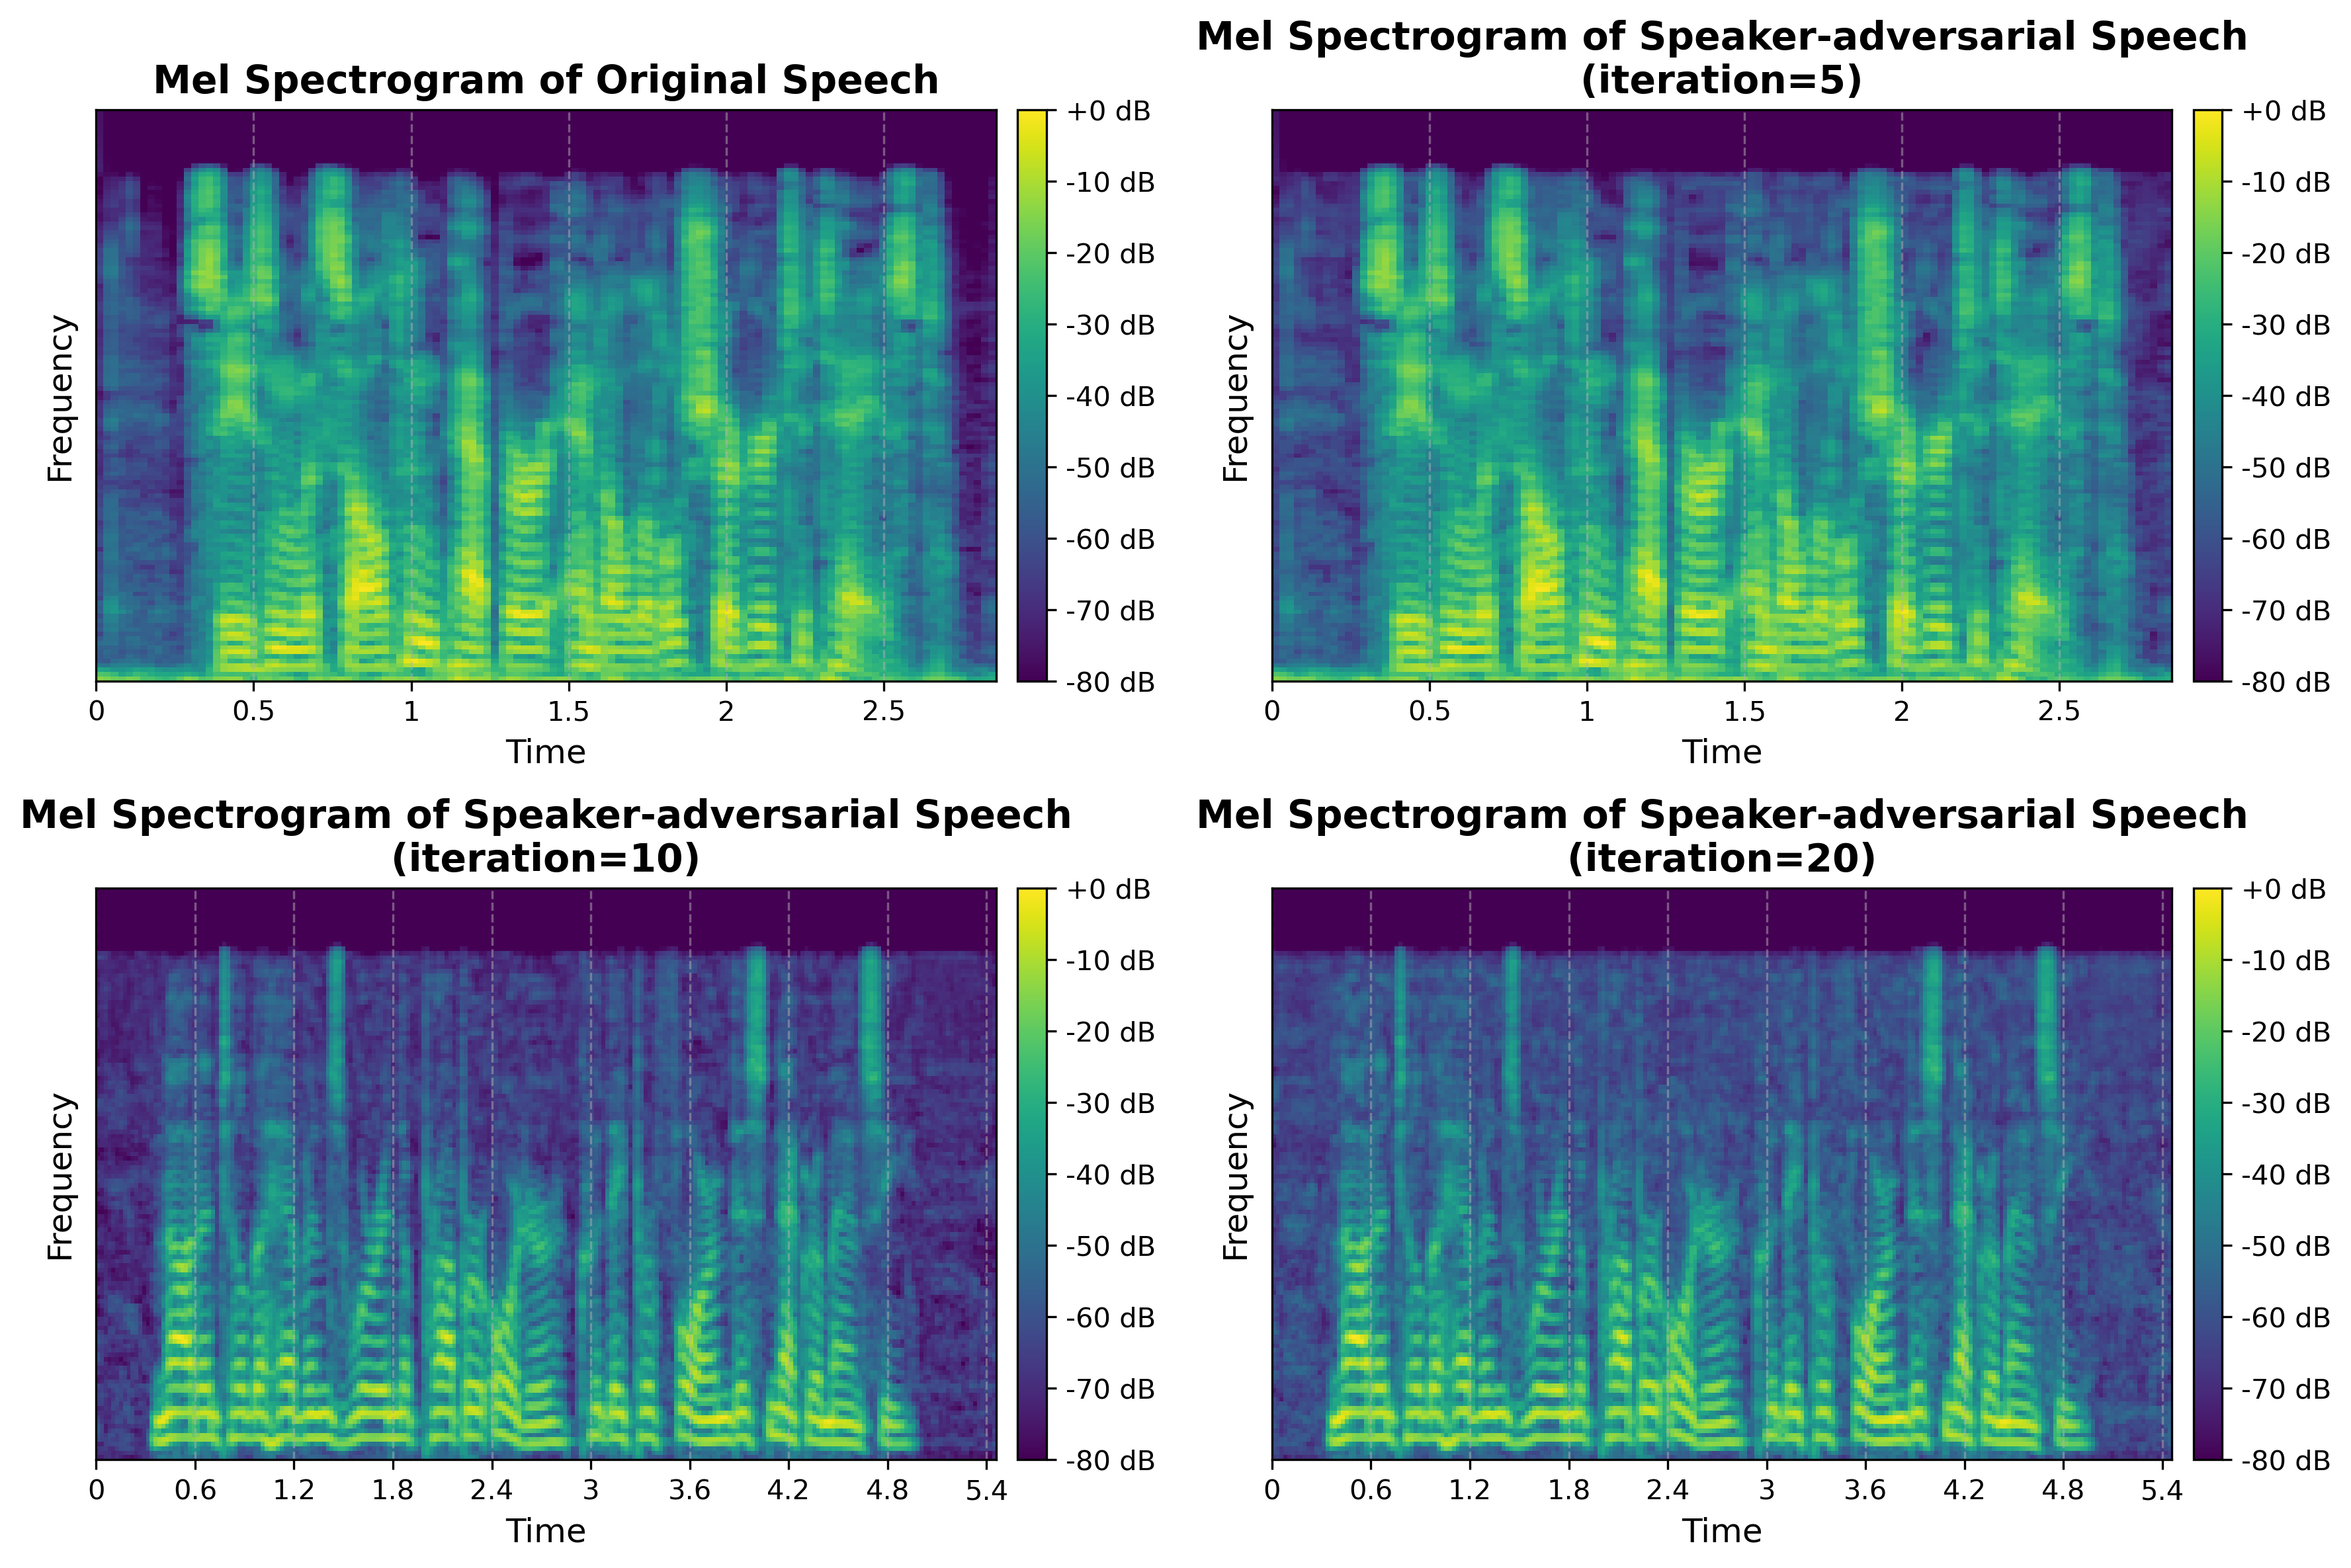 Mel Spectrogram of Original Speech
Frequency
+0 dB
-10 dB
-20 dB
-30 dB
-40 dB
-50 dB
-60 dB
-70 dB
-80 dB
0 0.5 1 1.5 2 2.5
Time
Mel Spectrogram of Speaker-adversarial Speech
(iteration=5)
Frequency
+0 dB
-10 dB
-20 dB
-30 dB
-40 dB
-50 dB
-60 dB
-70 dB
-80 dB
0 0.5 1 1.5 2 2.5
Time
Mel Spectrogram of Speaker-adversarial Speech
(iteration=10)
Frequency
+0 dB
-10 dB
-20 dB
-30 dB
-40 dB
-50 dB
-60 dB
-70 dB
-80 dB
0 0.6 1.2 1.8 2.4 3 3.6 4.2 4.8 5.4
Time
Mel Spectrogram of Speaker-adversarial Speech
(iteration=20)
Frequency
+0 dB
-10 dB
-20 dB
-30 dB
-40 dB
-50 dB
-60 dB
-70 dB
-80 dB
0 0.6 1.2 1.8 2.4 3 3.6 4.2 4.8 5.4
Time